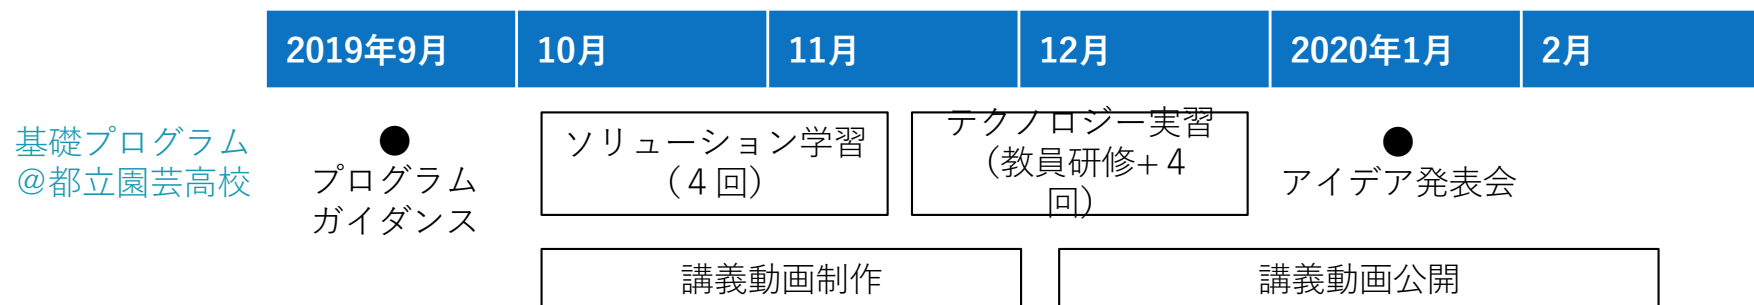 2019年9月 10月 11月 12月 2020年1月 2月
基礎プログラム
@都立園芸高校
●
プログラム
ガイダンス
ソリューション学習
（４回）
テクノロジー実習
（教員研修+４
回）
●
アイデア発表会
講義動画制作
講義動画公開